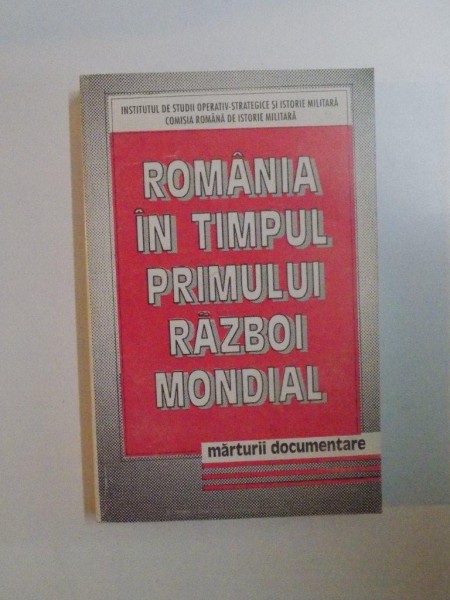 INSTITUTUL DE STUDII OPERATIV-STRATEGICE ȘI ISTORIE MILITARĂ
COMISIA ROMÂNĂ DE ISTORIE MILITARĂ
ROMÂNIA
ÎN TIMPUL
PRIMULUI
RĂZBOI
MONDIAL
mărturii documentare